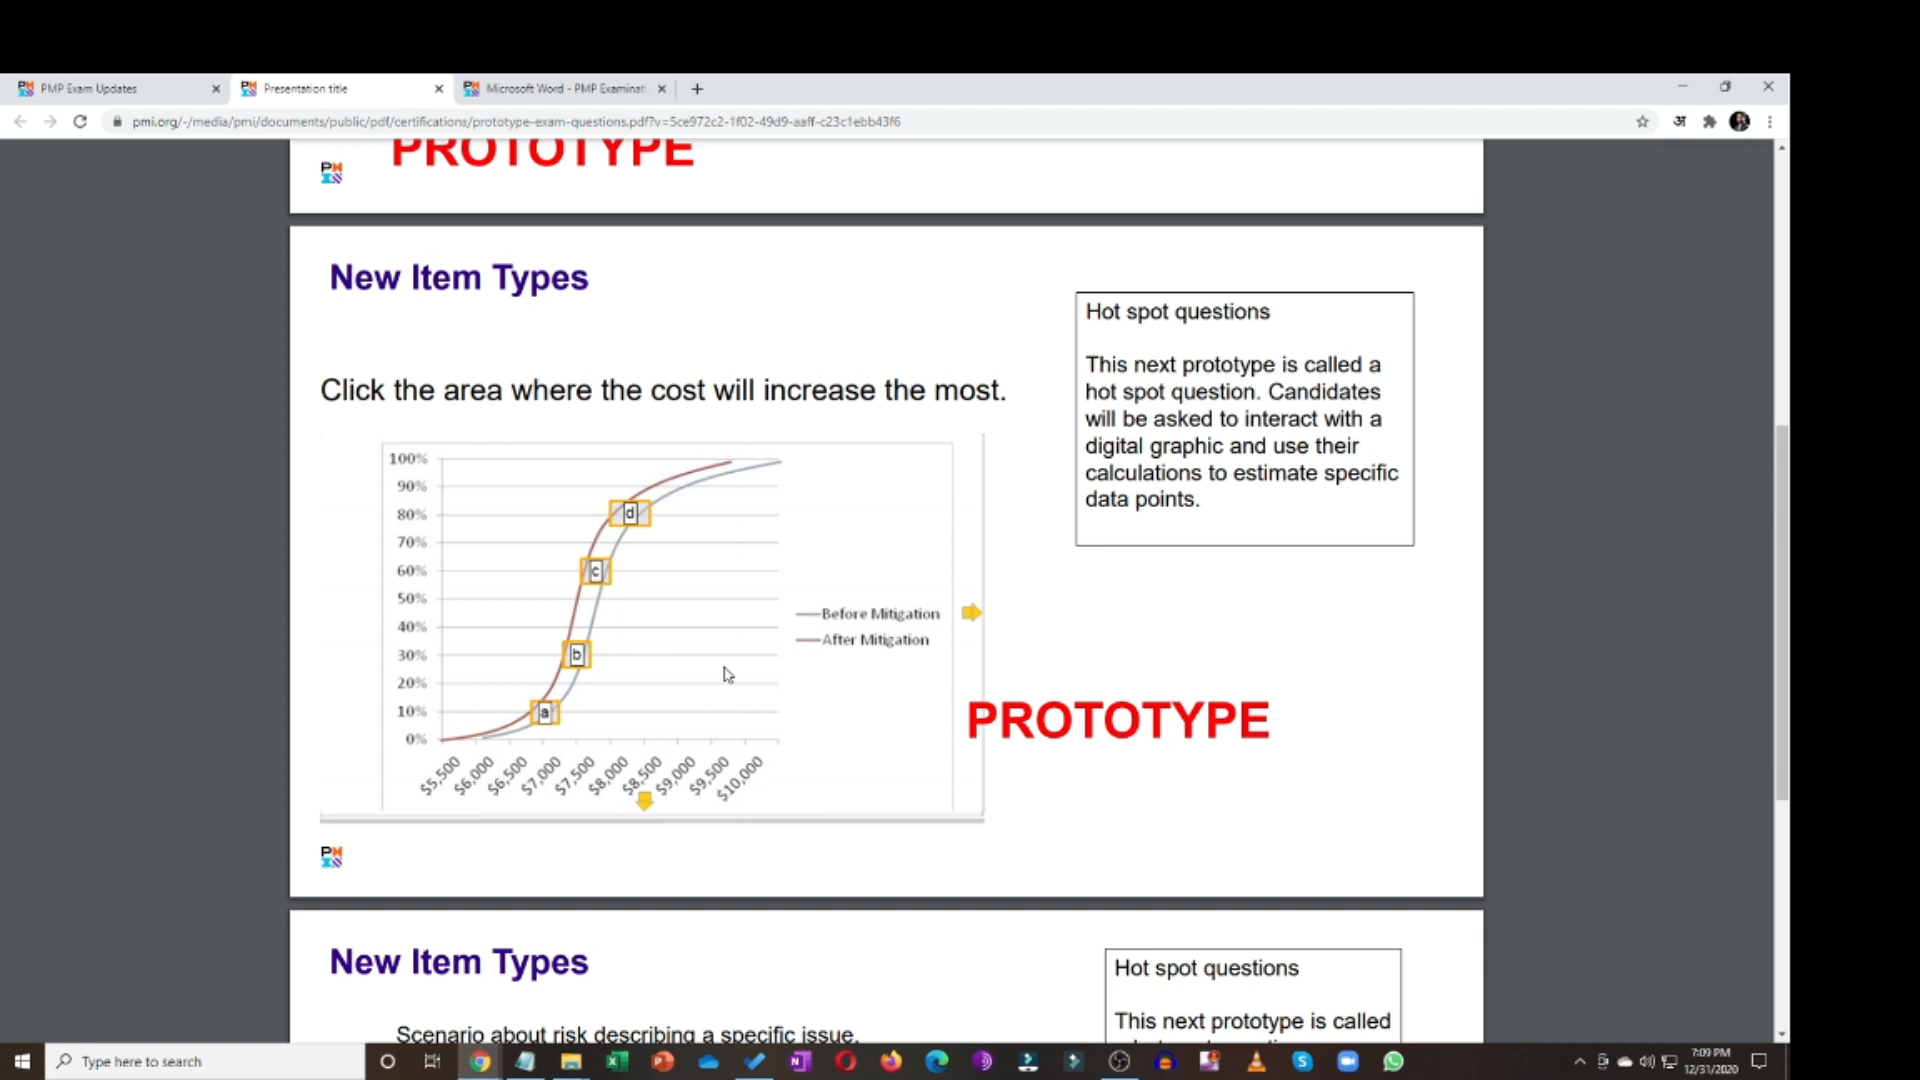 PMP Exam Updates
Presentation title
Microsoft Word - PMP Examinat
pmi.org/-/media/pmi/documents/public/pdf/certifications/prototype-exam-questions.pdf?v=5ce972c2-1f02-49d9-aaff-c23c1ebb43f6
अ
PROTOTYPE
New Item Types
Hot spot questions
This next prototype is called a
hot spot question. Candidates
will be asked to interact with a
digital graphic and use their
calculations to estimate specific
data points.
Click the area where the cost will increase the most.
100%
90%
80%
70%
60%
50%
40%
30%
20%
10%
0%
d
c
b
a
$5,500
$6,000
$6,500
$7,000
$7,500
$8,000
$8,500
$9,000
$9,500
$10,000
Before Mitigation
After Mitigation
PROTOTYPE
New Item Types
Hot spot questions
This next prototype is called
Scenario about risk describing a specific issue.
Type here to search
7:09 PM
12/31/2020